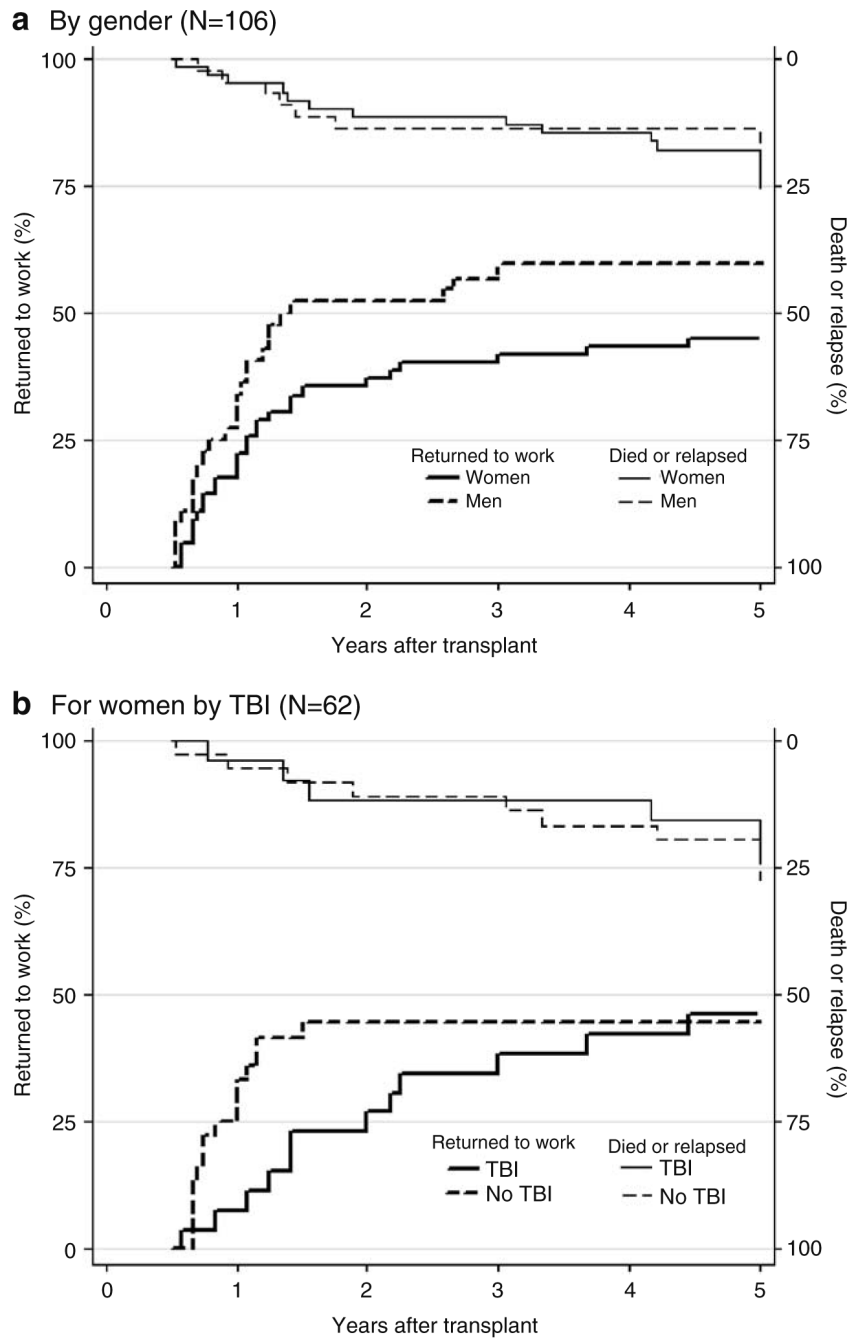 a By gender (N=106)
100
75
50
25
0
Returned to work (%)
0
25
50
75
100
Death or relapse (%)
Returned to work
Women
Men
Died or relapsed
Women
Men
0 1 2 3 4 5
Years after transplant
b For women by TBI (N=62)
100
75
50
25
0
Returned to work (%)
0
25
50
75
100
Death or relapse (%)
Returned to work
TBI
No TBI
Died or relapsed
TBI
No TBI
0 1 2 3 4 5
Years after transplant